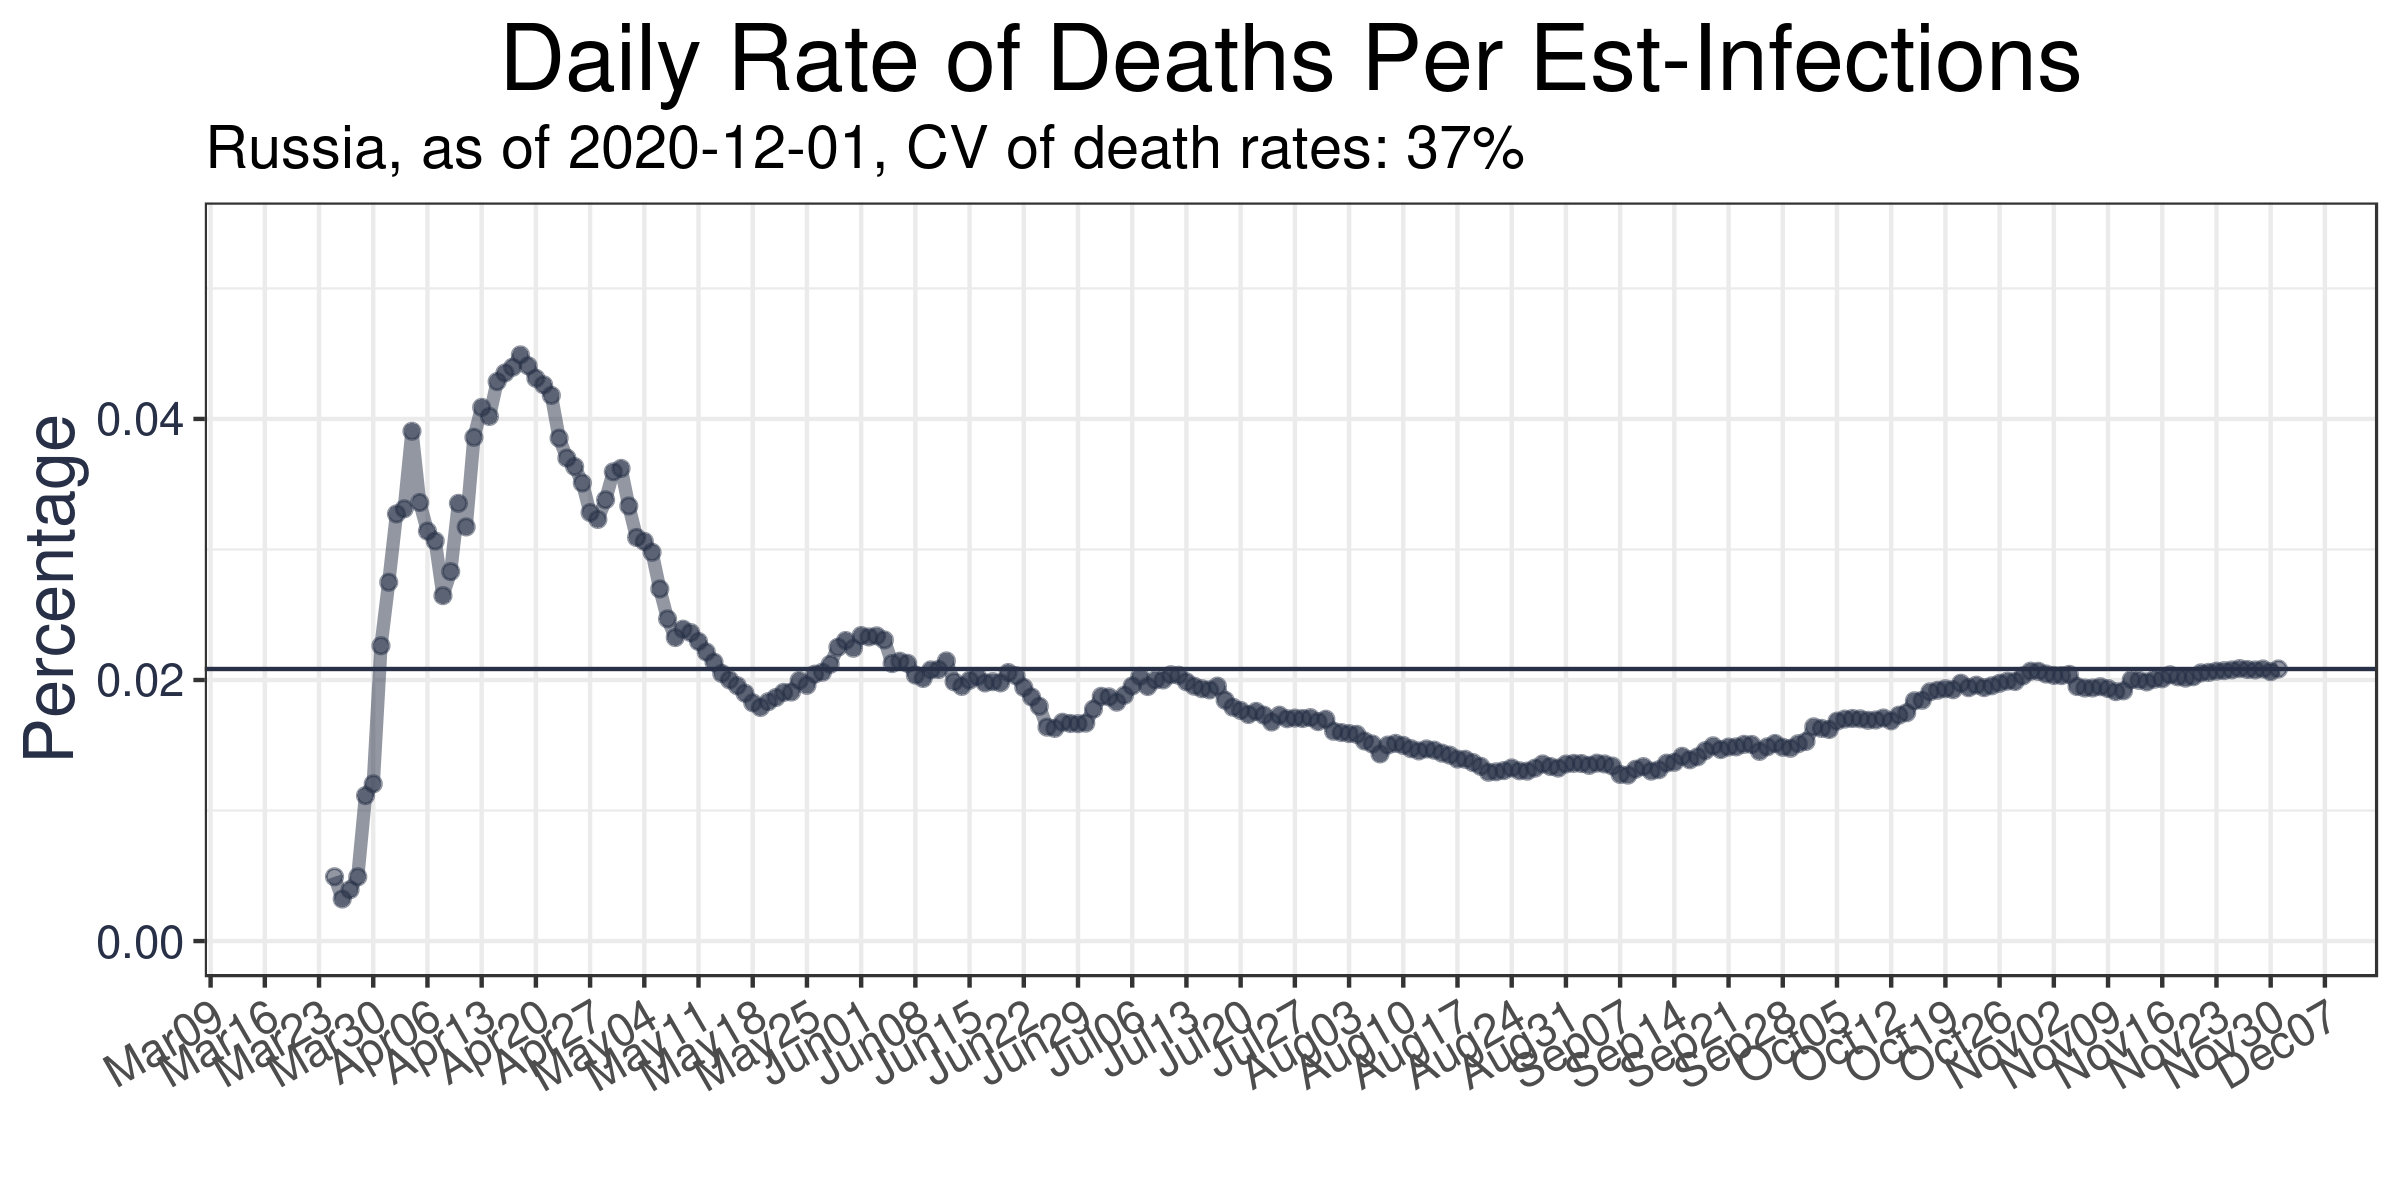 Daily Rate of Deaths Per Est-Infections
Russia, as of 2020-12-01, CV of death rates: 37%
Percentage
0.04
0.02
0.00
Mar09
Mar16
Mar23
Mar30
Apr06
Apr13
Apr20
Apr27
May04
May11
May18
May25
Jun01
Jun08
Jun15
Jun22
Jun29
Jul06
Jul13
Jul20
Jul27
Aug03
Aug10
Aug17
Aug24
Aug31
Sep07
Sep14
Sep21
Sep28
Oct05
Oct12
Oct19
Oct26
Nov02
Nov09
Nov16
Nov23
Nov30
Dec07